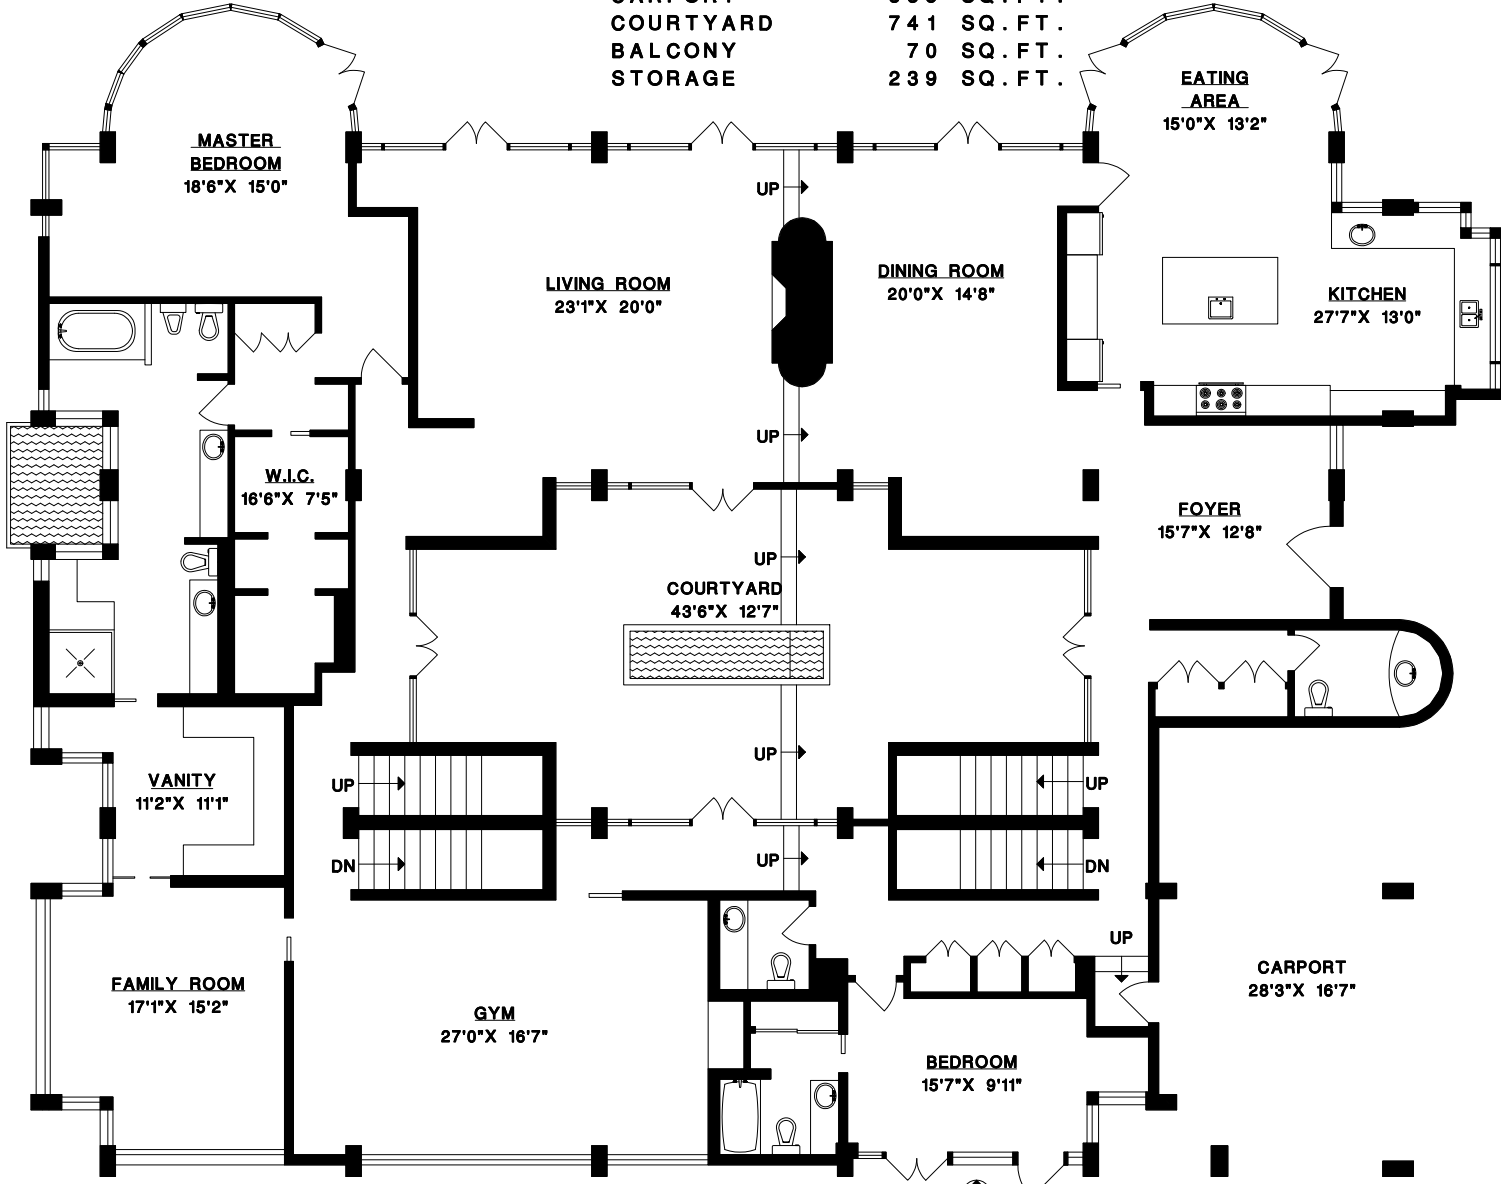 COURTYARD 741 SQ.FT.
BALCONY 70 SQ.FT.
STORAGE 239 SQ.FT.
EATING
AREA
15'0"X 13'2"
MASTER
BEDROOM
18'6"X 15'0"
UP
LIVING ROOM
23'1"X 20'0"
DINING ROOM
20'0"X 14'8"
KITCHEN
27'7"X 13'0"
UP
W.I.C.
16'6"X 7'5"
FOYER
15'7"X 12'8"
UP
COURTYARD
43'6"X 12'7"
UP
VANITY
11'2"X 11'1"
UP
UP
UP
DN
DN
UP
FAMILY ROOM
17'1"X 15'2"
GYM
27'0"X 16'7"
CARPORT
28'3"X 16'7"
BEDROOM
15'7"X 9'11"